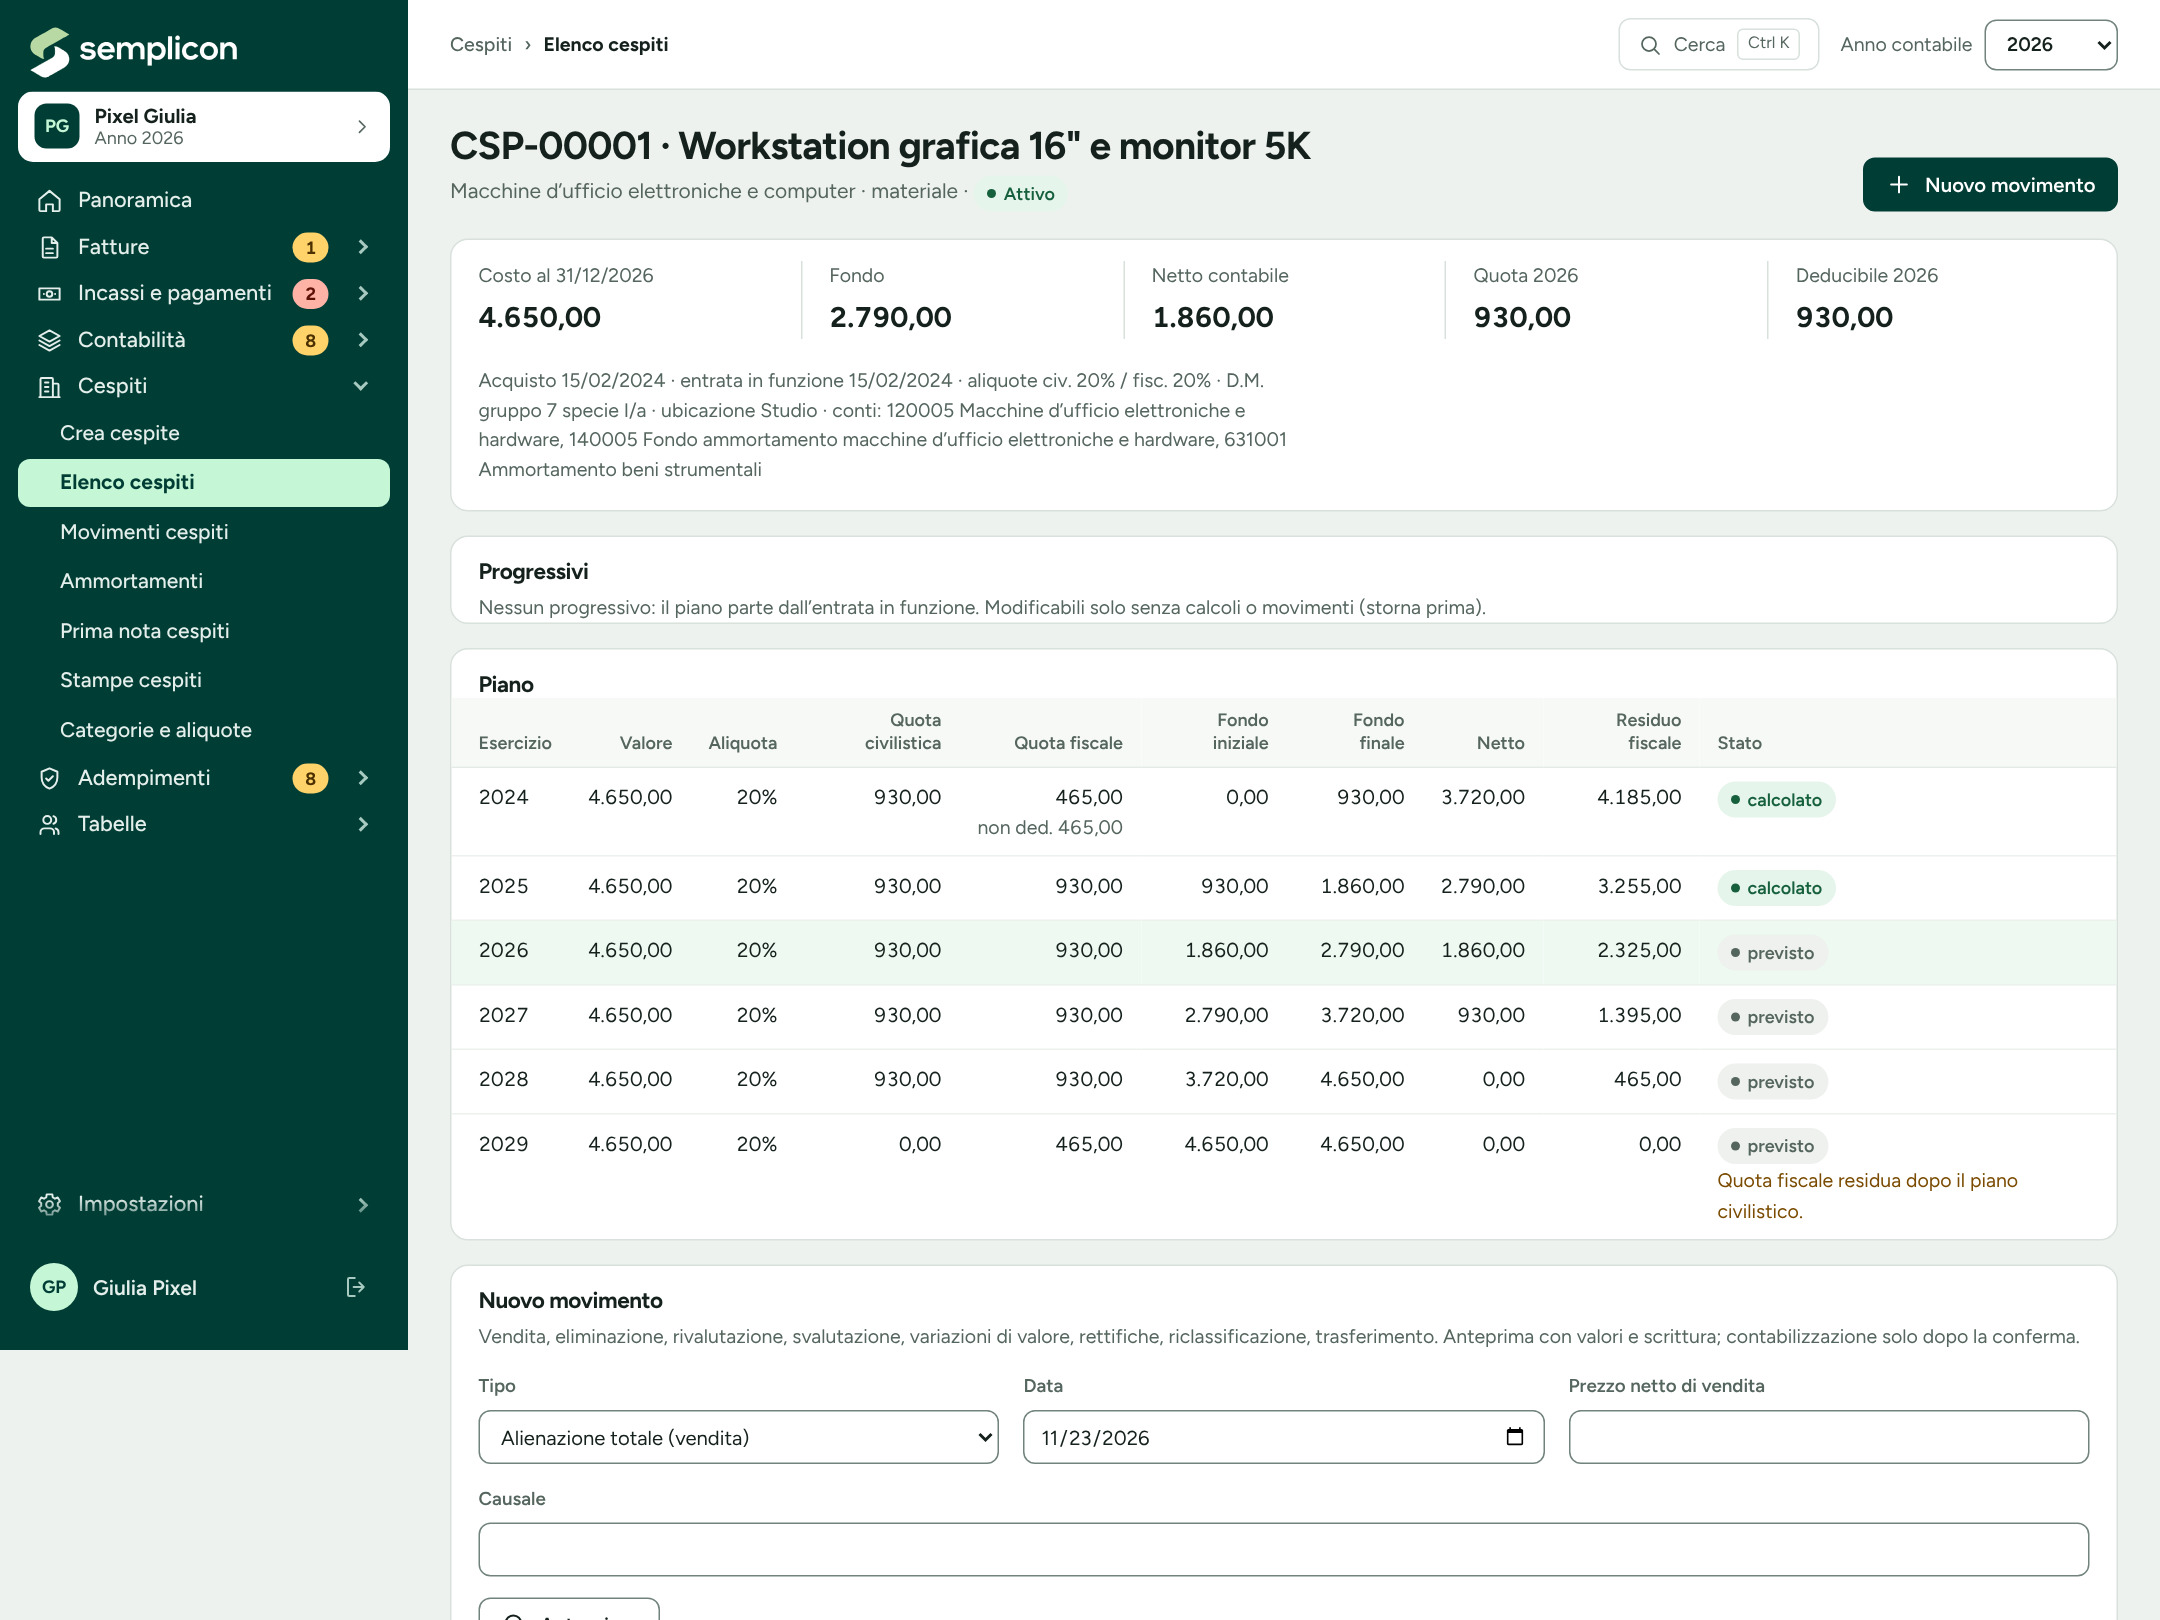 semplicon
PG
Pixel Giulia
Anno 2026
Panoramica
Fatture 1
Incassi e pagamenti 2
Contabilità 8
Cespiti
Crea cespite
Elenco cespiti
Movimenti cespiti
Ammortamenti
Prima nota cespiti
Stampe cespiti
Categorie e aliquote
Adempimenti 8
Tabelle
Impostazioni
GP Giulia Pixel
Cespiti › Elenco cespiti
Cerca Ctrl K
Anno contabile 2026
CSP-00001 · Workstation grafica 16" e monitor 5K
Macchine d’ufficio elettroniche e computer · materiale · Attivo
Nuovo movimento
Costo al 31/12/2026 Fondo Netto contabile Quota 2026 Deducibile 2026
4.650,00 2.790,00 1.860,00 930,00 930,00
Acquisto 15/02/2024 · entrata in funzione 15/02/2024 · aliquote civ. 20% / fisc. 20% · D.M.
gruppo 7 specie I/a · ubicazione Studio · conti: 120005 Macchine d’ufficio elettroniche e
hardware, 140005 Fondo ammortamento macchine d’ufficio elettroniche e hardware, 631001
Ammortamento beni strumentali
Progressivi
Nessun progressivo: il piano parte dall’entrata in funzione. Modificabili solo senza calcoli o movimenti (storna prima).
Piano
Esercizio Valore Aliquota Quota civilistica Quota fiscale Fondo iniziale Fondo finale Netto Residuo fiscale Stato
2024 4.650,00 20% 930,00 465,00 0,00 930,00 3.720,00 4.185,00 calcolato
non ded. 465,00
2025 4.650,00 20% 930,00 930,00 930,00 1.860,00 2.790,00 3.255,00 calcolato
2026 4.650,00 20% 930,00 930,00 1.860,00 2.790,00 1.860,00 2.325,00 previsto
2027 4.650,00 20% 930,00 930,00 2.790,00 3.720,00 930,00 1.395,00 previsto
2028 4.650,00 20% 930,00 930,00 3.720,00 4.650,00 0,00 465,00 previsto
2029 4.650,00 20% 0,00 465,00 4.650,00 4.650,00 0,00 0,00 previsto
Quota fiscale residua dopo il piano
civilistico.
Nuovo movimento
Vendita, eliminazione, rivalutazione, svalutazione, variazioni di valore, rettifiche, riclassificazione, trasferimento. Anteprima con valori e scrittura; contabilizzazione solo dopo la conferma.
Tipo Data Prezzo netto di vendita
Alienazione totale (vendita) 11/23/2026
Causale